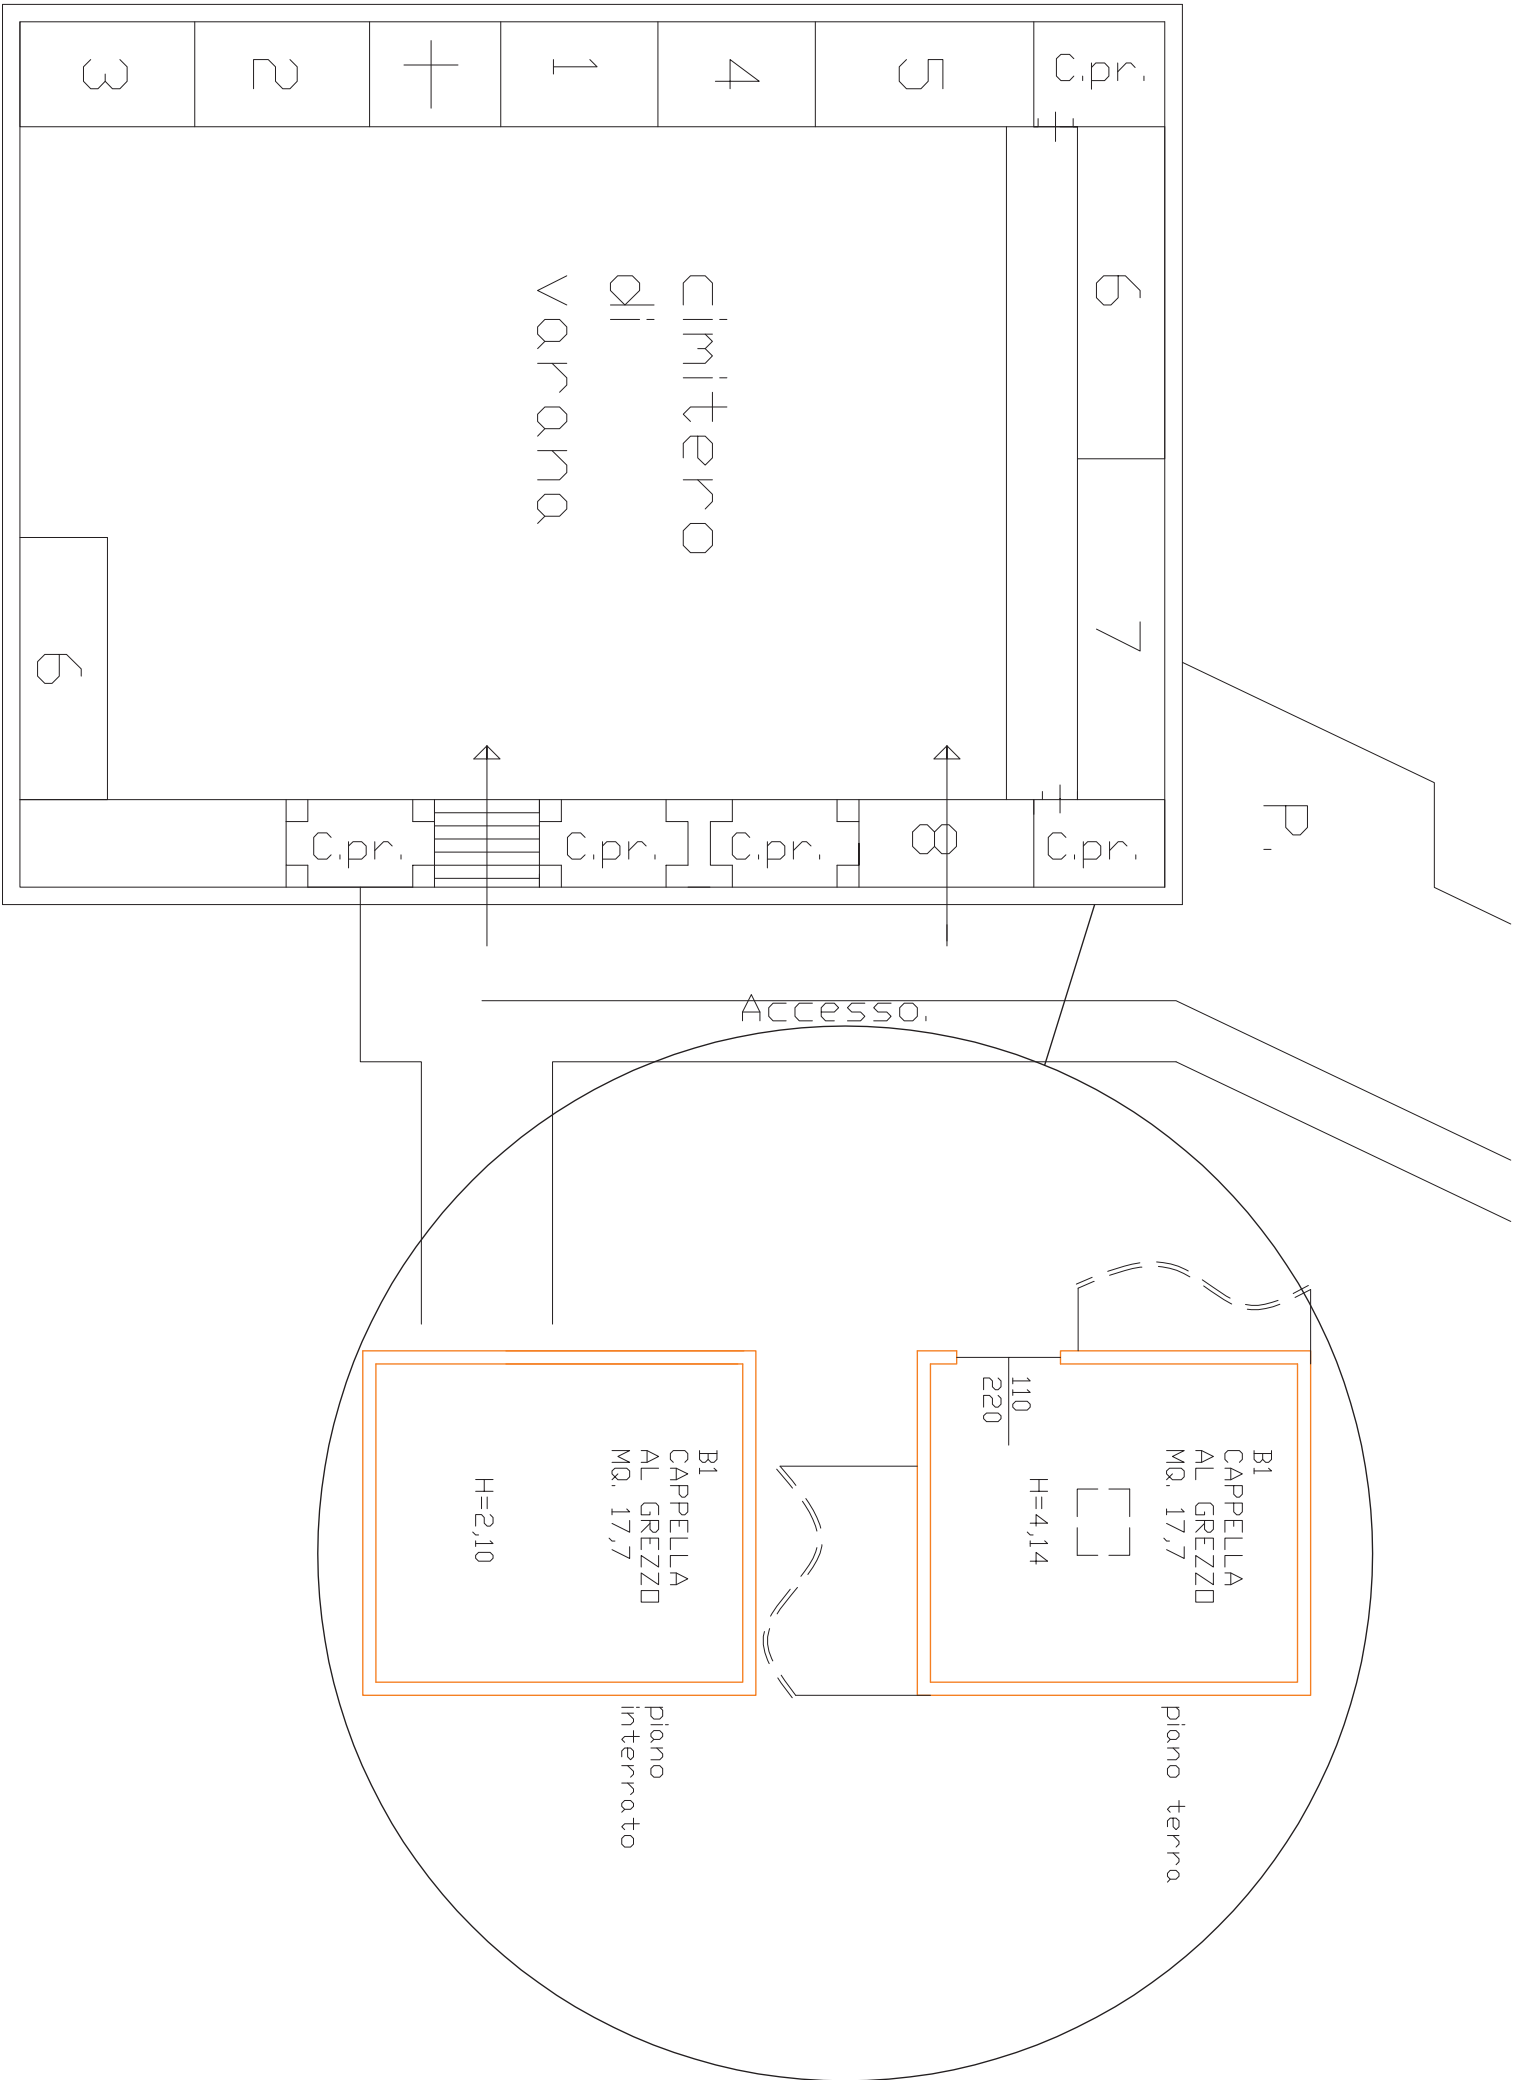 3
2
1
4
5
C.pr.
6
7
Cimitero
di
Varana
6
C.pr.
C.pr.
C.pr.
8
C.pr.
P.
Accesso.
110
220
B1
CAPPELLA
AL GREZZO
MQ. 17,7
H=4,14
piano terra
B1
CAPPELLA
AL GREZZO
MQ. 17,7
H=2,10
piano
interrato